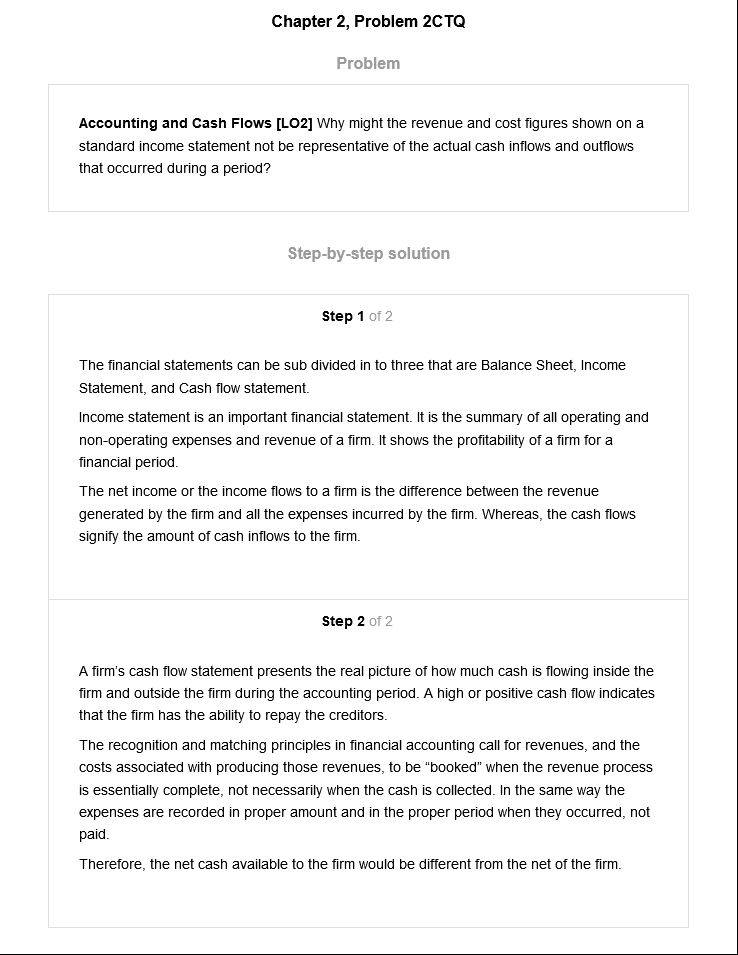 Chapter 2, Problem 2CTQ
Problem
Accounting and Cash Flows [LO2] Why might the revenue and cost figures shown on a
standard income statement not be representative of the actual cash inflows and outflows
that occurred during a period?
Step-by-step solution
Step 1 of 2
The financial statements can be sub divided in to three that are Balance Sheet, Income
Statement, and Cash flow statement.
Income statement is an important financial statement. It is the summary of all operating and
non-operating expenses and revenue of a firm. It shows the profitability of a firm for a
financial period.
The net income or the income flows to a firm is the difference between the revenue
generated by the firm and all the expenses incurred by the firm. Whereas, the cash flows
signify the amount of cash inflows to the firm.
Step 2 of 2
A firm’s cash flow statement presents the real picture of how much cash is flowing inside the
firm and outside the firm during the accounting period. A high or positive cash flow indicates
that the firm has the ability to repay the creditors.
The recognition and matching principles in financial accounting call for revenues, and the
costs associated with producing those revenues, to be “booked” when the revenue process
is essentially complete, not necessarily when the cash is collected. In the same way the
expenses are recorded in proper amount and in the proper period when they occurred, not
paid.
Therefore, the net cash available to the firm would be different from the net of the firm.